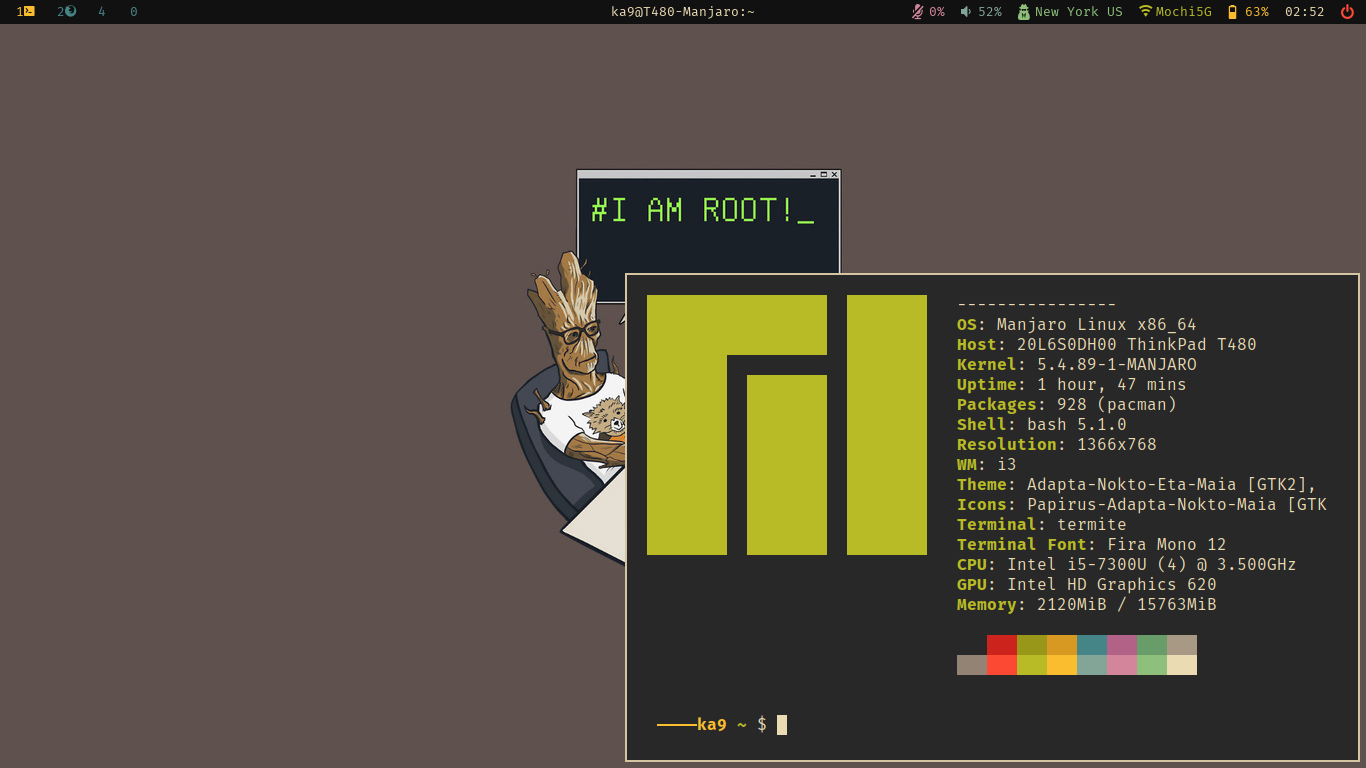 1 2 4 0 ka9@T480-Manjaro:~ 0% 52% New York US Mochi5G 63% 02:52
#I AM ROOT!_
----------------
OS: Manjaro Linux x86_64
Host: 20L6S0DH00 ThinkPad T480
Kernel: 5.4.89-1-MANJARO
Uptime: 1 hour, 47 mins
Packages: 928 (pacman)
Shell: bash 5.1.0
Resolution: 1366x768
WM: i3
Theme: Adapta-Nokto-Eta-Maia [GTK2],
Icons: Papirus-Adapta-Nokto-Maia [GTK
Terminal: termite
Terminal Font: Fira Mono 12
CPU: Intel i5-7300U (4) @ 3.500GHz
GPU: Intel HD Graphics 620
Memory: 2120MiB / 15763MiB
────ka9 ~ $